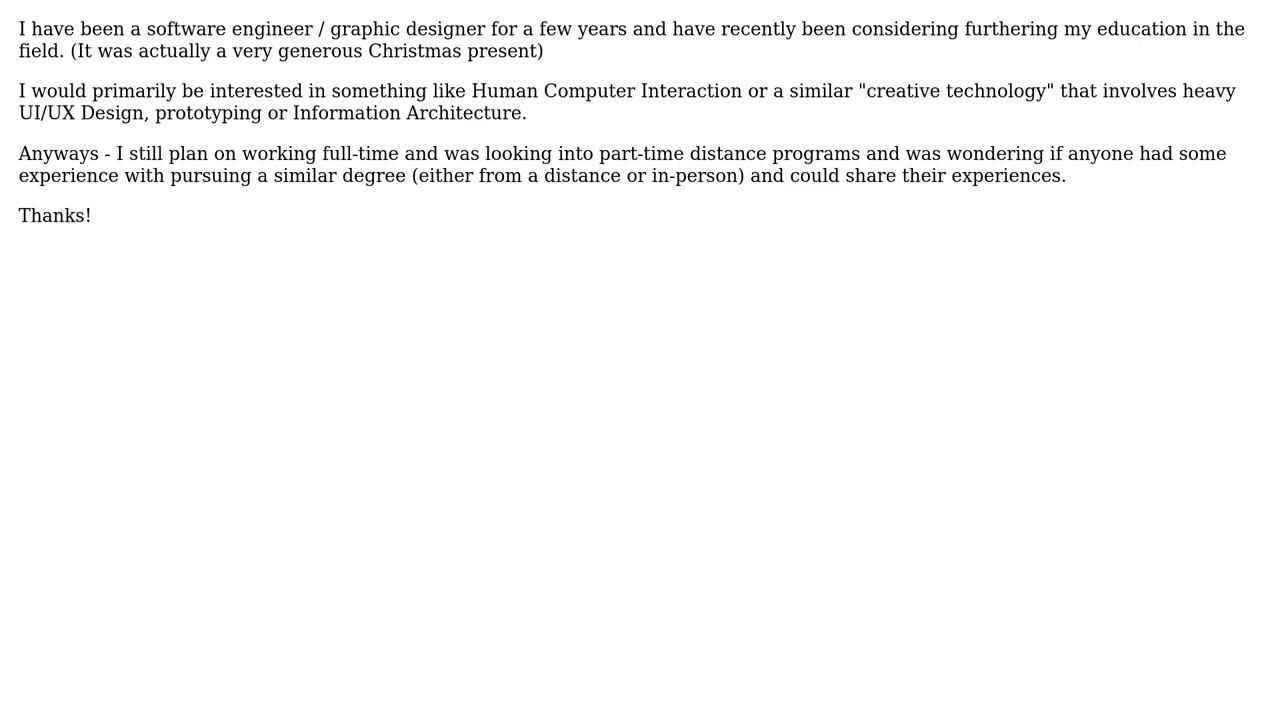 I have been a software engineer / graphic designer for a few years and have recently been considering furthering my education in the
field. (It was actually a very generous Christmas present)
I would primarily be interested in something like Human Computer Interaction or a similar "creative technology" that involves heavy
UI/UX Design, prototyping or Information Architecture.
Anyways - I still plan on working full-time and was looking into part-time distance programs and was wondering if anyone had some
experience with pursuing a similar degree (either from a distance or in-person) and could share their experiences.
Thanks!